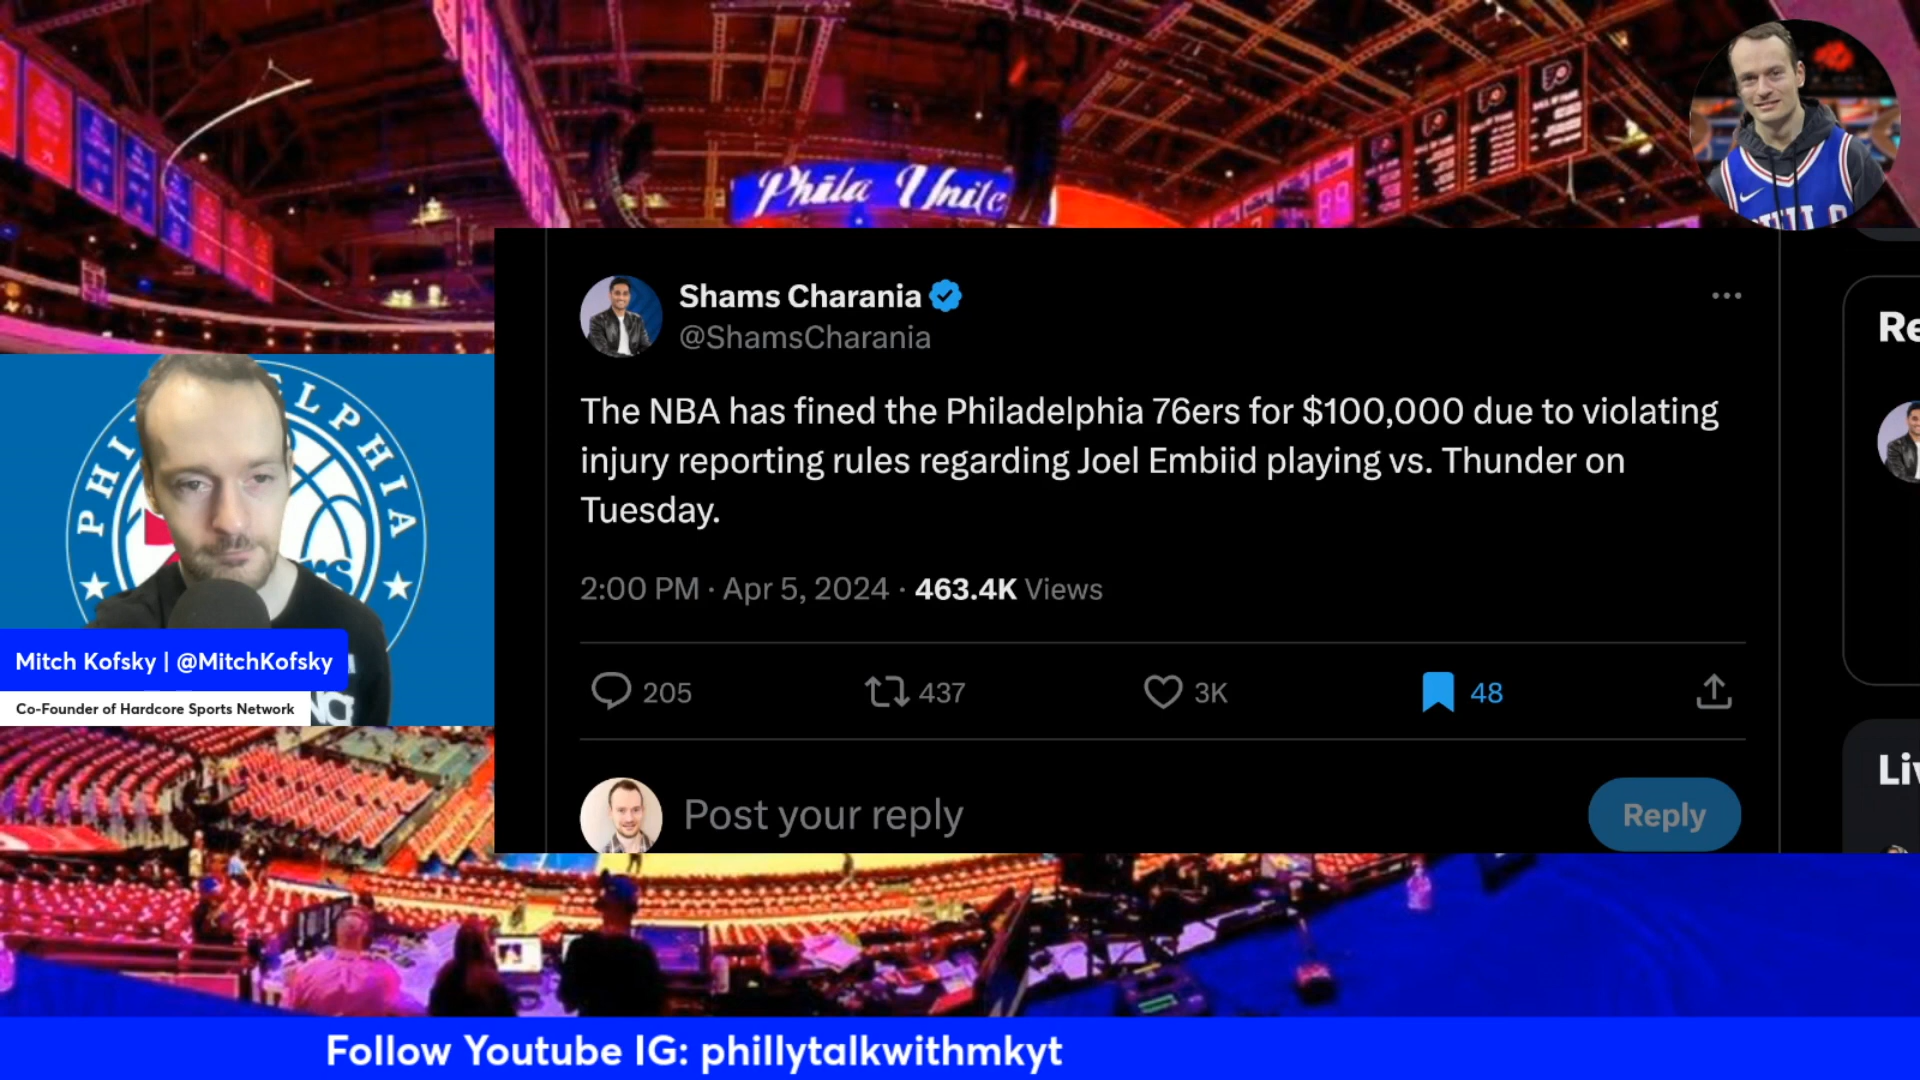 Phila Unite
Shams Charania
@ShamsCharania
The NBA has fined the Philadelphia 76ers for $100,000 due to violating
injury reporting rules regarding Joel Embiid playing vs. Thunder on
Tuesday.
2:00 PM · Apr 5, 2024 · 463.4K Views
205 437 3K 48
Post your reply
Reply
Re
Liv
Mitch Kofsky | @MitchKofsky
Co-Founder of Hardcore Sports Network
Follow Youtube IG: phillytalkwithmkyt